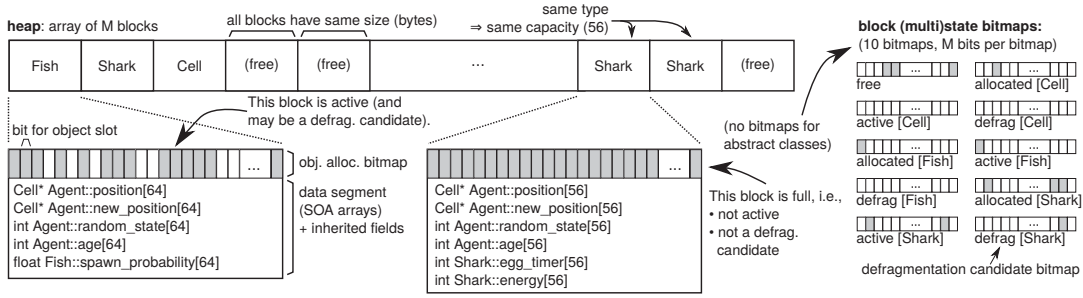 heap: array of M blocks
all blocks have same size (bytes)
same type
⇒ same capacity (56)
Fish
Shark
Cell
(free)
(free)
...
Shark
Shark
(free)
This block is active (and
may be a defrag. candidate).
bit for object slot
...
obj. alloc. bitmap
Cell* Agent::position[64]
Cell* Agent::new_position[64]
int Agent::random_state[64]
int Agent::age[64]
float Fish::spawn_probability[64]
data segment
(SOA arrays)
+ inherited fields
...
Cell* Agent::position[56]
Cell* Agent::new_position[56]
int Agent::random_state[56]
int Agent::age[56]
int Shark::egg_timer[56]
int Shark::energy[56]
(no bitmaps for
abstract classes)
This block is full, i.e.,
• not active
• not a defrag.
candidate
block (multi)state bitmaps:
(10 bitmaps, M bits per bitmap)
... ...
free allocated [Cell]
... ...
active [Cell] defrag [Cell]
... ...
allocated [Fish] active [Fish]
... ...
defrag [Fish] allocated [Shark]
... ...
active [Shark] defrag [Shark]
defragmentation candidate bitmap